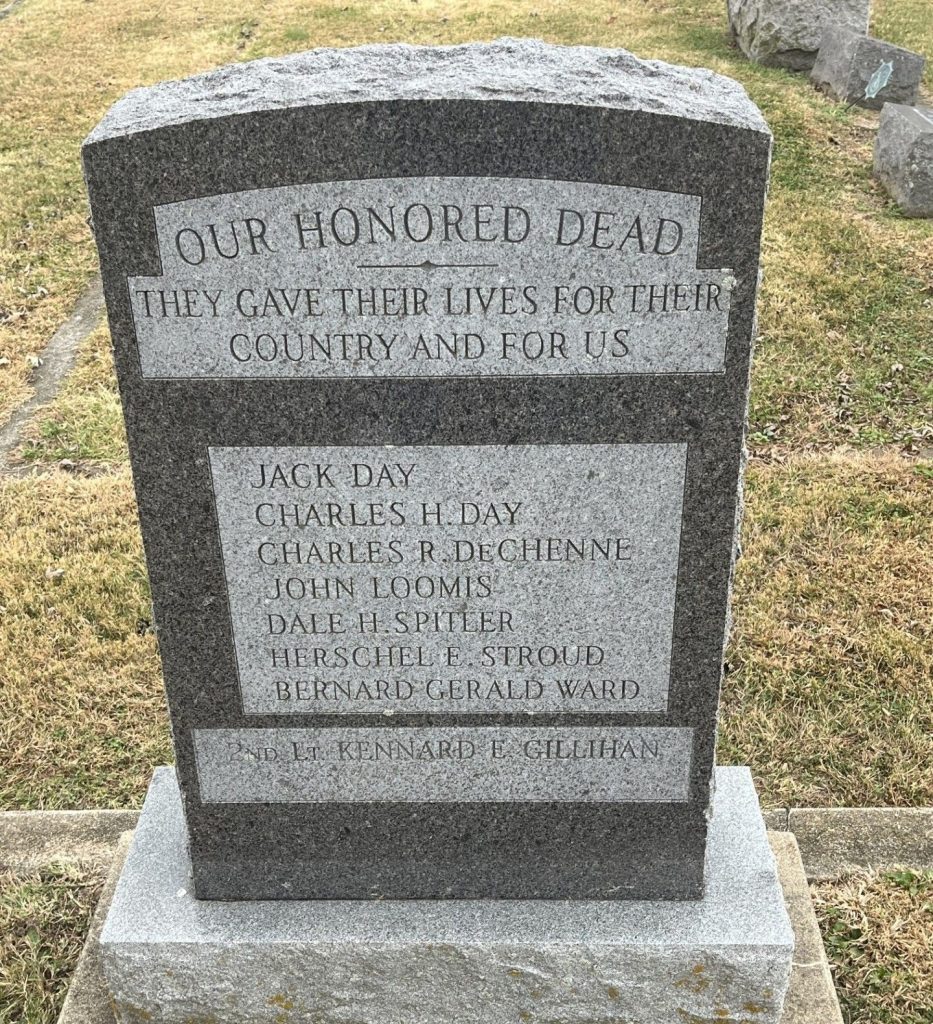 OUR HONORED DEAD
THEY GAVE THEIR LIVES FOR THEIR
COUNTRY AND FOR US
JACK DAY
CHARLES H. DAY
CHARLES R. DECHENNE
JOHN LOOMIS
DALE H. SPITLER
HERSCHEL E. STROUD
BERNARD GERALD WARD
2ND LT. KENNARD E. GILLIHAN